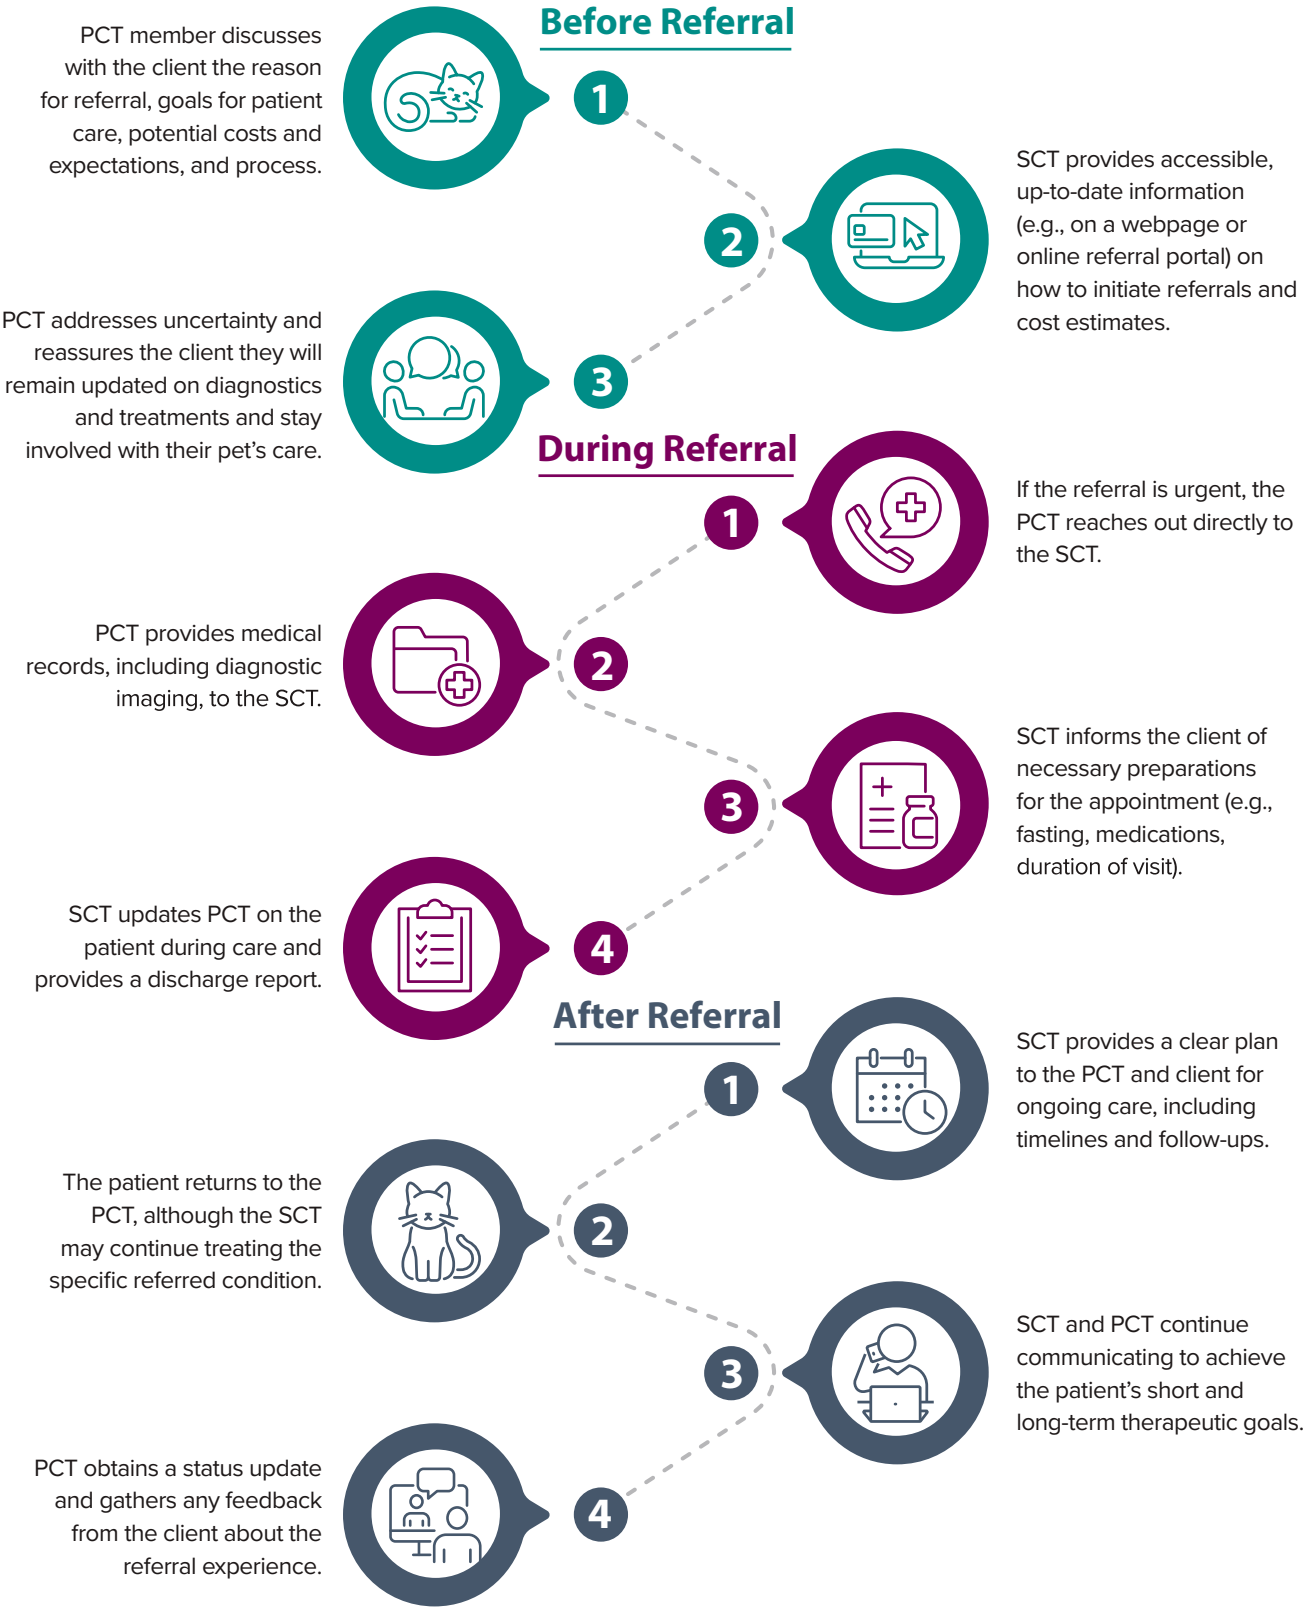 Before Referral
PCT member discusses
with the client the reason
for referral, goals for patient
care, potential costs and
expectations, and process.
1
2
SCT provides accessible,
up-to-date information
(e.g., on a webpage or
online referral portal) on
how to initiate referrals and
cost estimates.
PCT addresses uncertainty and
reassures the client they will
remain updated on diagnostics
and treatments and stay
involved with their pet’s care.
3
During Referral
1
If the referral is urgent, the
PCT reaches out directly to
the SCT.
PCT provides medical
records, including diagnostic
imaging, to the SCT.
2
3
SCT informs the client of
necessary preparations
for the appointment (e.g.,
fasting, medications,
duration of visit).
SCT updates PCT on the
patient during care and
provides a discharge report.
4
After Referral
1
SCT provides a clear plan
to the PCT and client for
ongoing care, including
timelines and follow-ups.
The patient returns to the
PCT, although the SCT
may continue treating the
specific referred condition.
2
3
SCT and PCT continue
communicating to achieve
the patient’s short and
long-term therapeutic goals.
PCT obtains a status update
and gathers any feedback
from the client about the
referral experience.
4